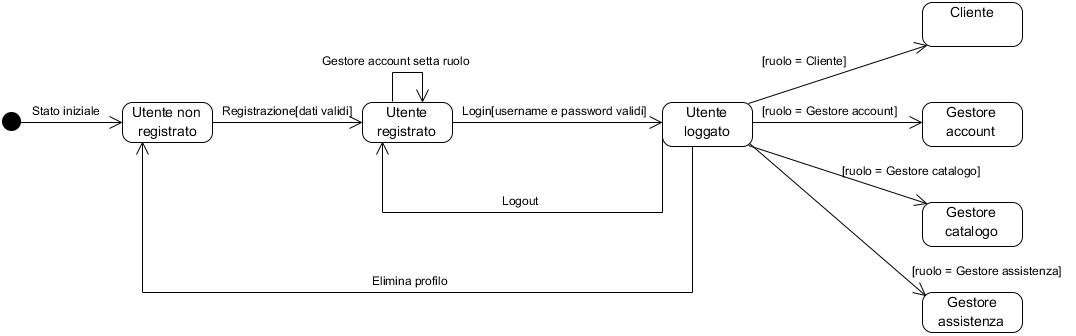 Cliente
[ruolo = Cliente]
Gestore account setta ruolo
Stato iniziale
Utente non
registrato
Registrazione[dati validi]
Utente
registrato
Login[username e password validi]
Utente
loggato
[ruolo = Gestore account]
Gestore
account
[ruolo = Gestore catalogo]
Logout
Gestore
catalogo
Elimina profilo
[ruolo = Gestore assistenza]
Gestore
assistenza